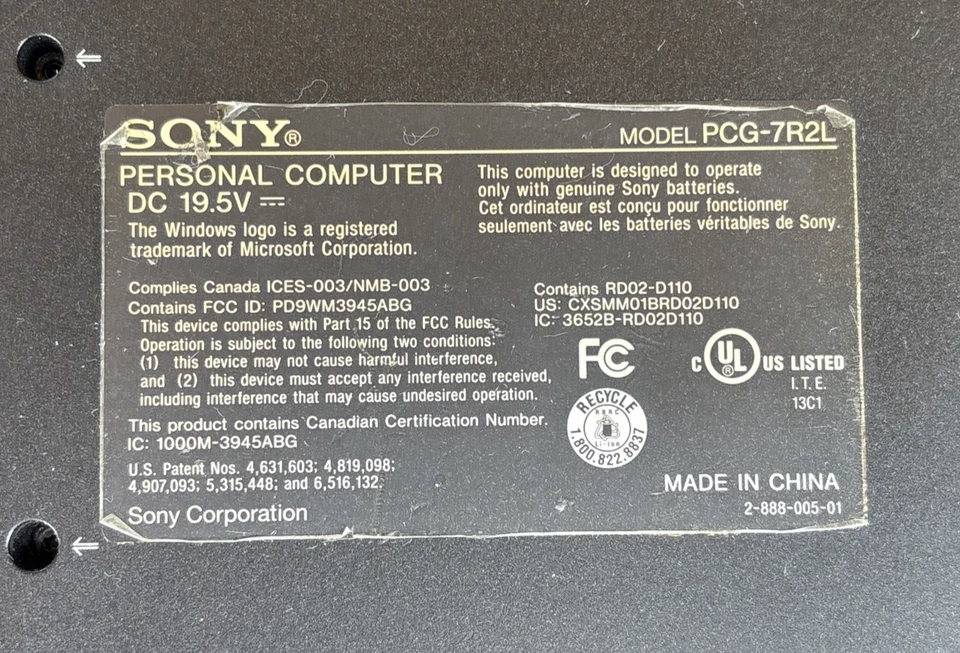 SONY®
MODEL PCG-7R2L
PERSONAL COMPUTER
DC 19.5V ⎓
The Windows logo is a registered
trademark of Microsoft Corporation.
This computer is designed to operate
only with genuine Sony batteries.
Cet ordinateur est conçu pour fonctionner
seulement avec les batteries véritables de Sony.
Complies Canada ICES-003/NMB-003
Contains FCC ID: PD9WM3945ABG
This device complies with Part 15 of the FCC Rules.
Operation is subject to the following two conditions:
(1) this device may not cause harmful interference,
and (2) this device must accept any interference received,
including interference that may cause undesired operation.
This product contains Canadian Certification Number.
IC: 1000M-3945ABG
U.S. Patent Nos. 4,631,603; 4,819,098;
4,907,093; 5,315,448; and 6,516,132.
Sony Corporation
Contains RD02-D110
US: CXSMM01BRD02D110
IC: 3652B-RD02D110
FC
C UL® US LISTED
I.T.E.
13C1
RECYCLE
RBRC
Li-ion
1.800.822.8837
MADE IN CHINA
2-888-005-01